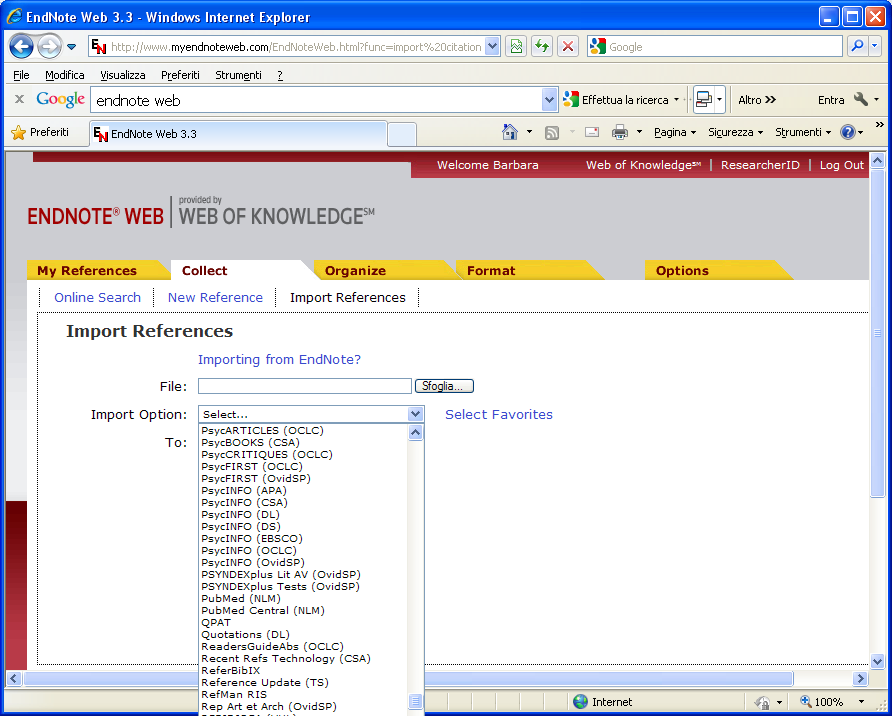 EndNote Web 3.3 - Windows Internet Explorer
EN http://www.myendnoteweb.com/EndNoteWeb.html?func=import%20citation
Google
File Modifica Visualizza Preferiti Strumenti ?
x Google endnote web Effettua la ricerca Altro >> Entra
Preferiti EN EndNote Web 3.3 Pagina Sicurezza Strumenti ? >>
Welcome Barbara Web of Knowledge℠ | ResearcherID | Log Out
ENDNOTE® WEB provided by
WEB OF KNOWLEDGE℠
My References Collect Organize Format Options
Online Search New Reference Import References
Import References
Importing from EndNote?
File: Sfoglia...
Import Option: Select... Select Favorites
To:
PsycARTICLES (OCLC)
PsycBOOKS (CSA)
PsycCRITIQUES (OCLC)
PsycFIRST (OCLC)
PsycFIRST (OvidSP)
PsycINFO (APA)
PsycINFO (CSA)
PsycINFO (DL)
PsycINFO (DS)
PsycINFO (EBSCO)
PsycINFO (OCLC)
PsycINFO (OvidSP)
PSYNDEXplus Lit AV (OvidSP)
PSYNDEXplus Tests (OvidSP)
PubMed (NLM)
PubMed Central (NLM)
QPAT
Quotations (DL)
ReadersGuideAbs (OCLC)
Recent Refs Technology (CSA)
ReferBibIX
Reference Update (TS)
RefMan RIS
Rep Art et Arch (OvidSP)
Internet 100%